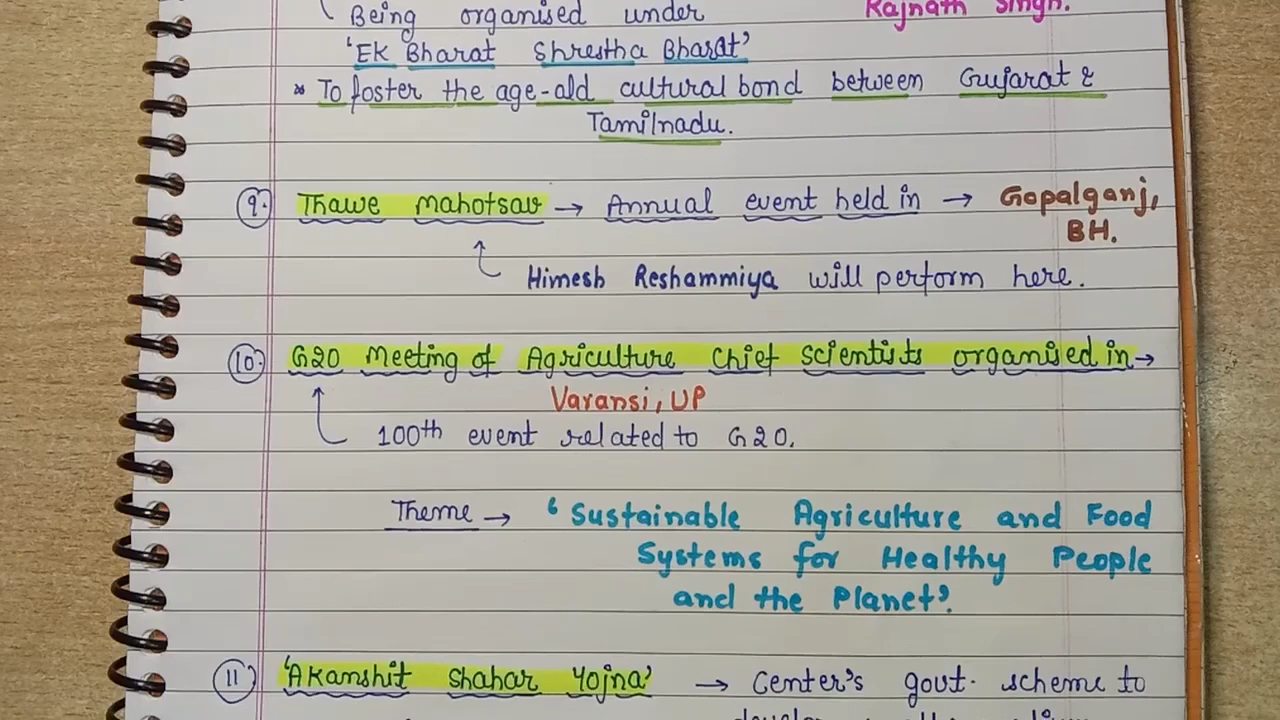 Being organised under Rajnath Singh.
'EK Bharat Shrestha Bharat'
* To foster the age-old cultural bond between Gujarat &
Tamilnadu.
9. Thawe Mahotsav → Annual event held in → Gopalganj,
BH.
Himesh Reshammiya will perform here.
10. G20 Meeting of Agriculture Chief Scientists organised in →
Varansi, UP
100th event related to G20.
Theme → 'Sustainable Agriculture and Food
Systems for Healthy People
and the Planet'.
11. 'Akanshit Shahar Yojna' → Center's govt. scheme to